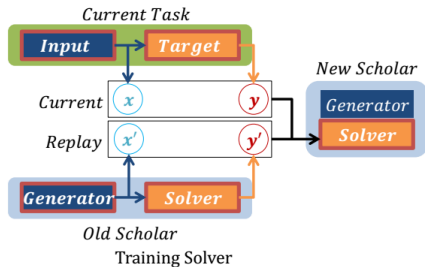 Current Task
Input
Target
New Scholar
Current
x
y
Generator
Replay
x′
y′
Solver
Generator
Solver
Old Scholar
Training Solver